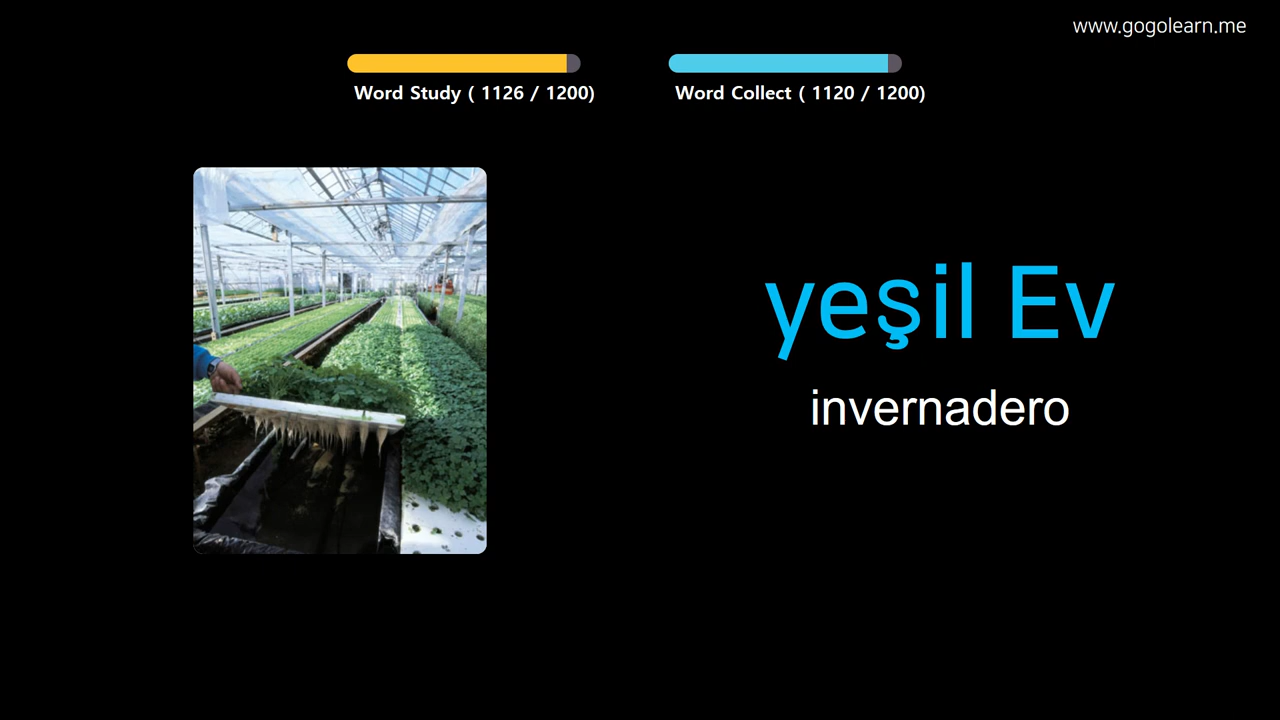 www.gogolearn.me
Word Study ( 1126 / 1200)
Word Collect ( 1120 / 1200)
yeşil Ev
invernadero